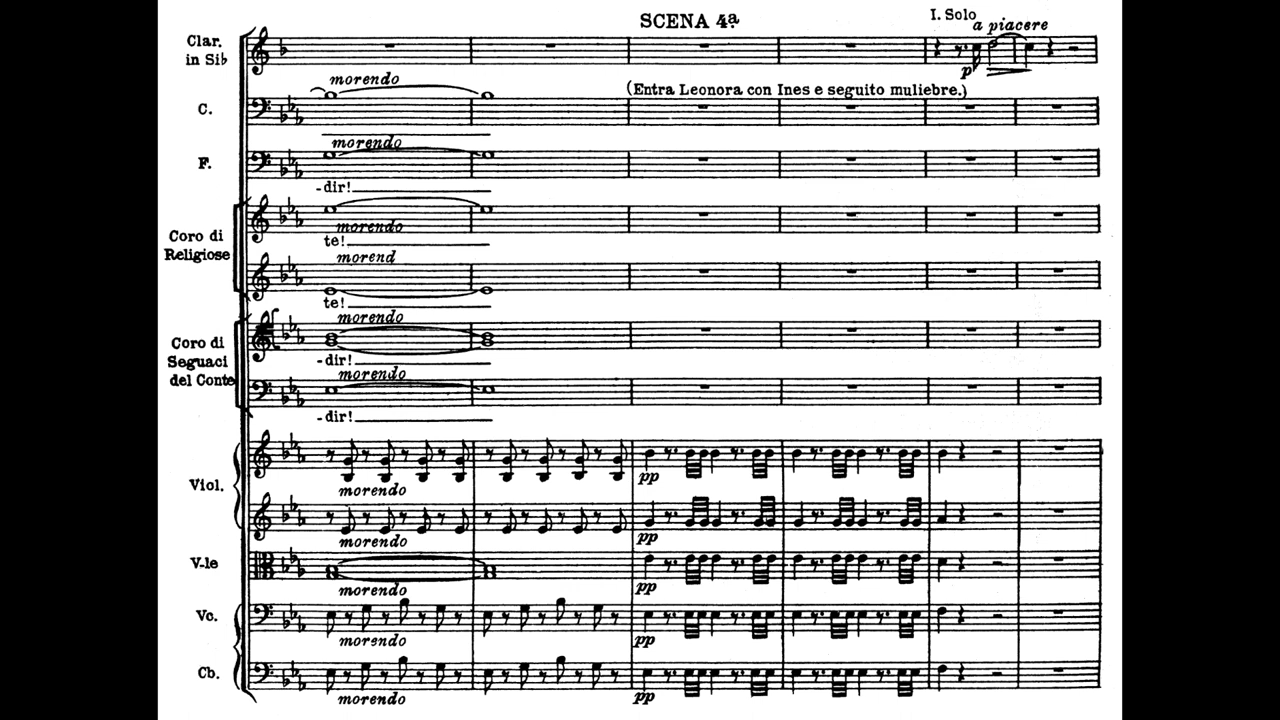 SCENA 4ª
I. Solo
a piacere
Clar.
in Si♭
p
morendo
(Entra Leonora con Ines e seguito muliebre.)
C.
morendo
F.
-dir!
Coro di
Religiose
morendo
te!
morend
te!
morendo
Coro di
Seguaci
del Conte
-dir!
morendo
-dir!
Viol.
pp
morendo
pp
morendo
V-le
pp
morendo
Vc.
pp
morendo
Cb.
pp
morendo